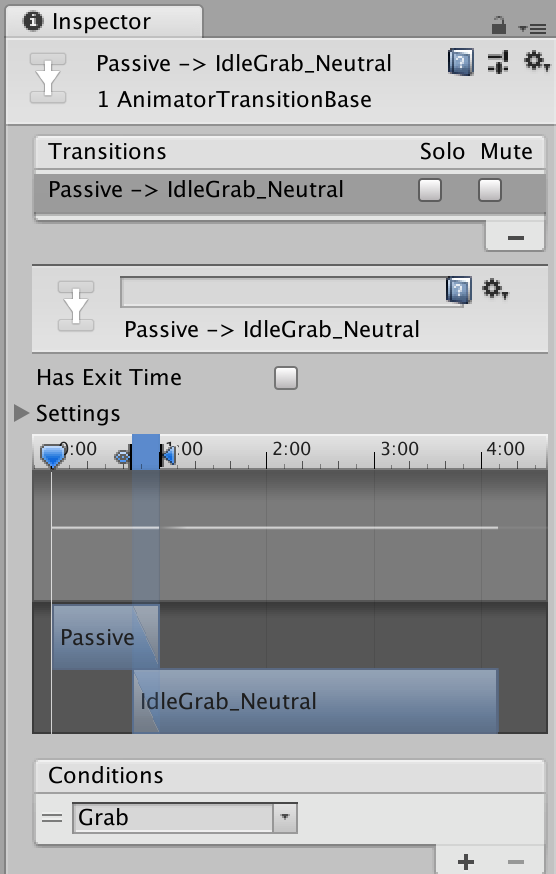 Inspector
Passive -> IdleGrab_Neutral
1 AnimatorTransitionBase
Transitions Solo Mute
Passive -> IdleGrab_Neutral
Passive -> IdleGrab_Neutral
Has Exit Time
Settings
0:00 1:00 2:00 3:00 4:00
Passive
IdleGrab_Neutral
Conditions
Grab